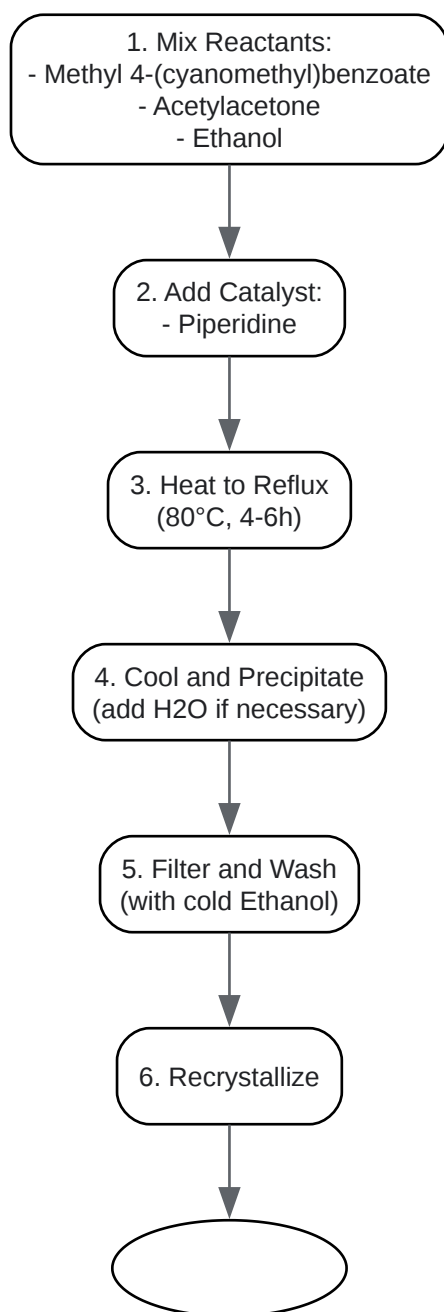 1. Mix Reactants:
- Methyl 4-(cyanomethyl)benzoate
- Acetylacetone
- Ethanol
2. Add Catalyst:
- Piperidine
3. Heat to Reflux
(80°C, 4-6h)
4. Cool and Precipitate
(add H2O if necessary)
5. Filter and Wash
(with cold Ethanol)
6. Recrystallize